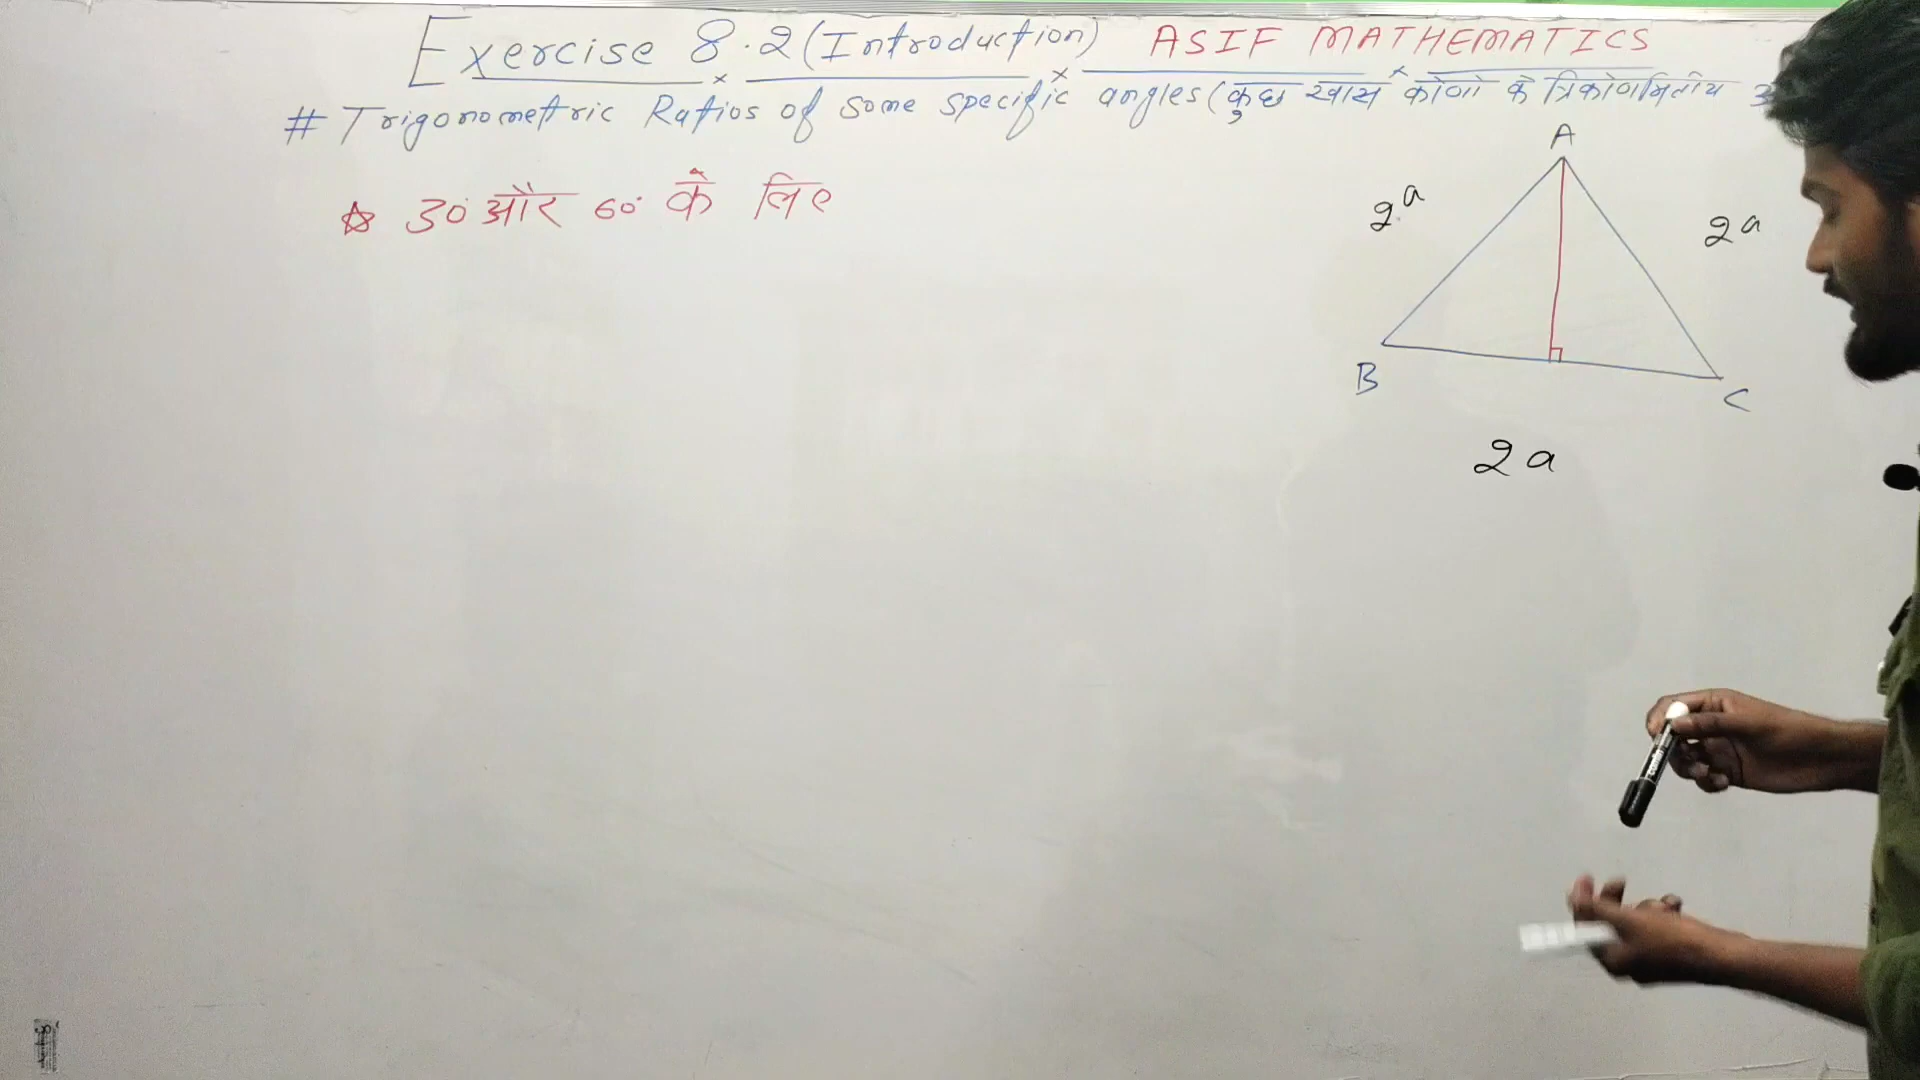 Exercise 8.2 (Introduction) ASIF MATHEMATICS
# Trigonometric Ratios of some specific angles (कुछ खास कोणो के त्रिकोणमितीय
☆ 30° और 60° के लिए
A
2a
2a
B
C
2a